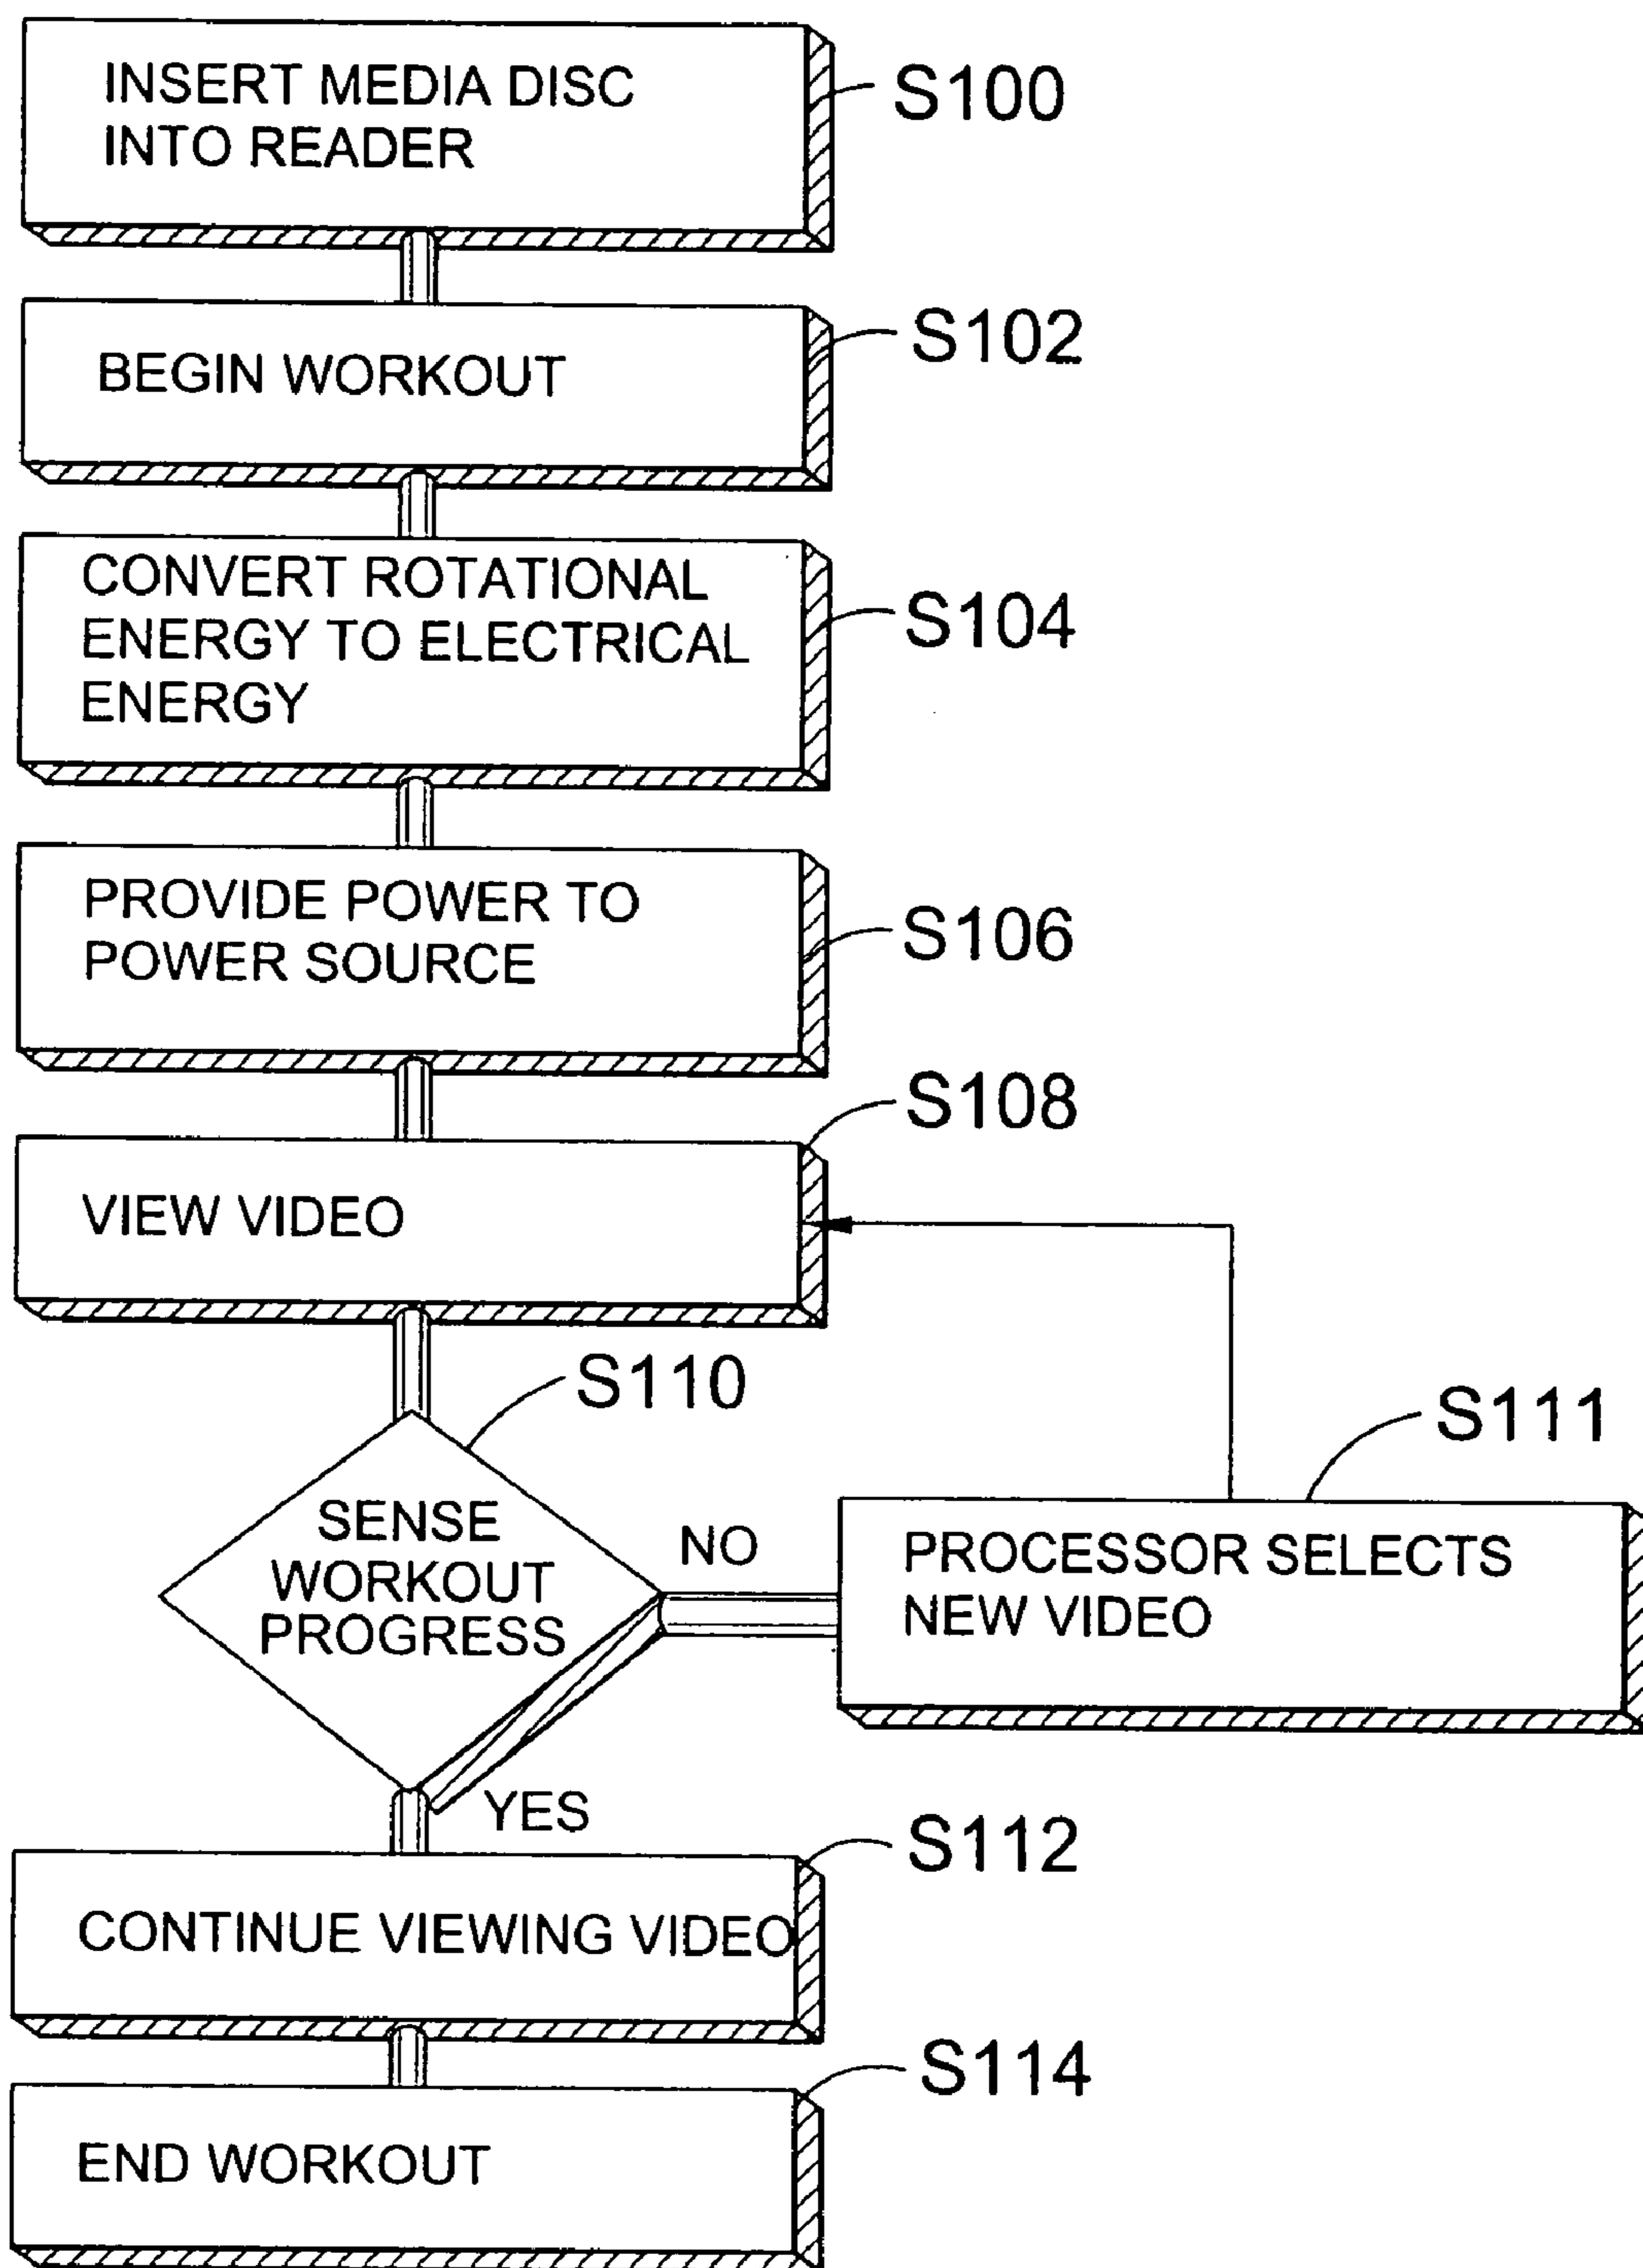 INSERT MEDIA DISC
INTO READER
S100
BEGIN WORKOUT
S102
CONVERT ROTATIONAL
ENERGY TO ELECTRICAL
ENERGY
S104
PROVIDE POWER TO
POWER SOURCE
S106
VIEW VIDEO
S108
SENSE
WORKOUT
PROGRESS
S110
NO
PROCESSOR SELECTS
NEW VIDEO
S111
YES
CONTINUE VIEWING VIDEO
S112
END WORKOUT
S114